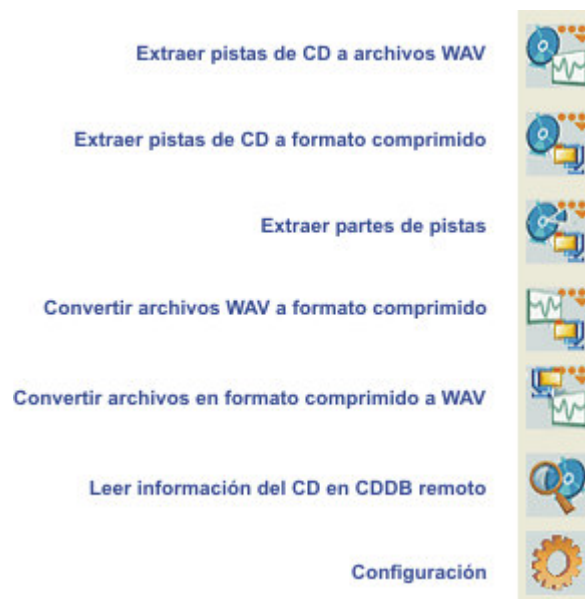 Extraer pistas de CD a archivos WAV
Extraer pistas de CD a formato comprimido
Extraer partes de pistas
Convertir archivos WAV a formato comprimido
Convertir archivos en formato comprimido a WAV
Leer información del CD en CDDB remoto
Configuración